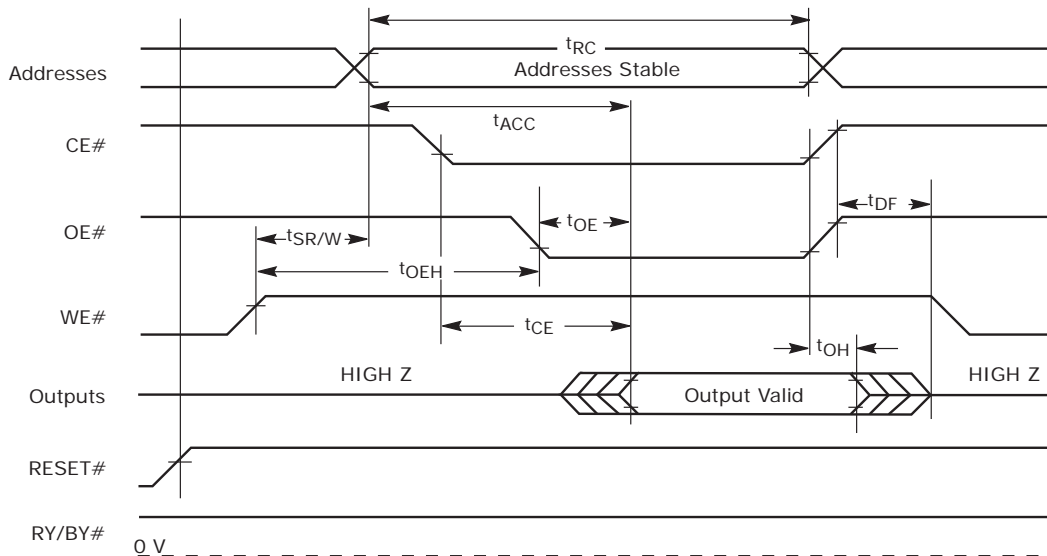 tRC
Addresses
Addresses Stable
tACC
CE#
tDF
OE#
tOE
tSR/W
tOEH
WE#
tCE
tOH
HIGH Z
HIGH Z
Outputs
Output Valid
RESET#
RY/BY#
0 V